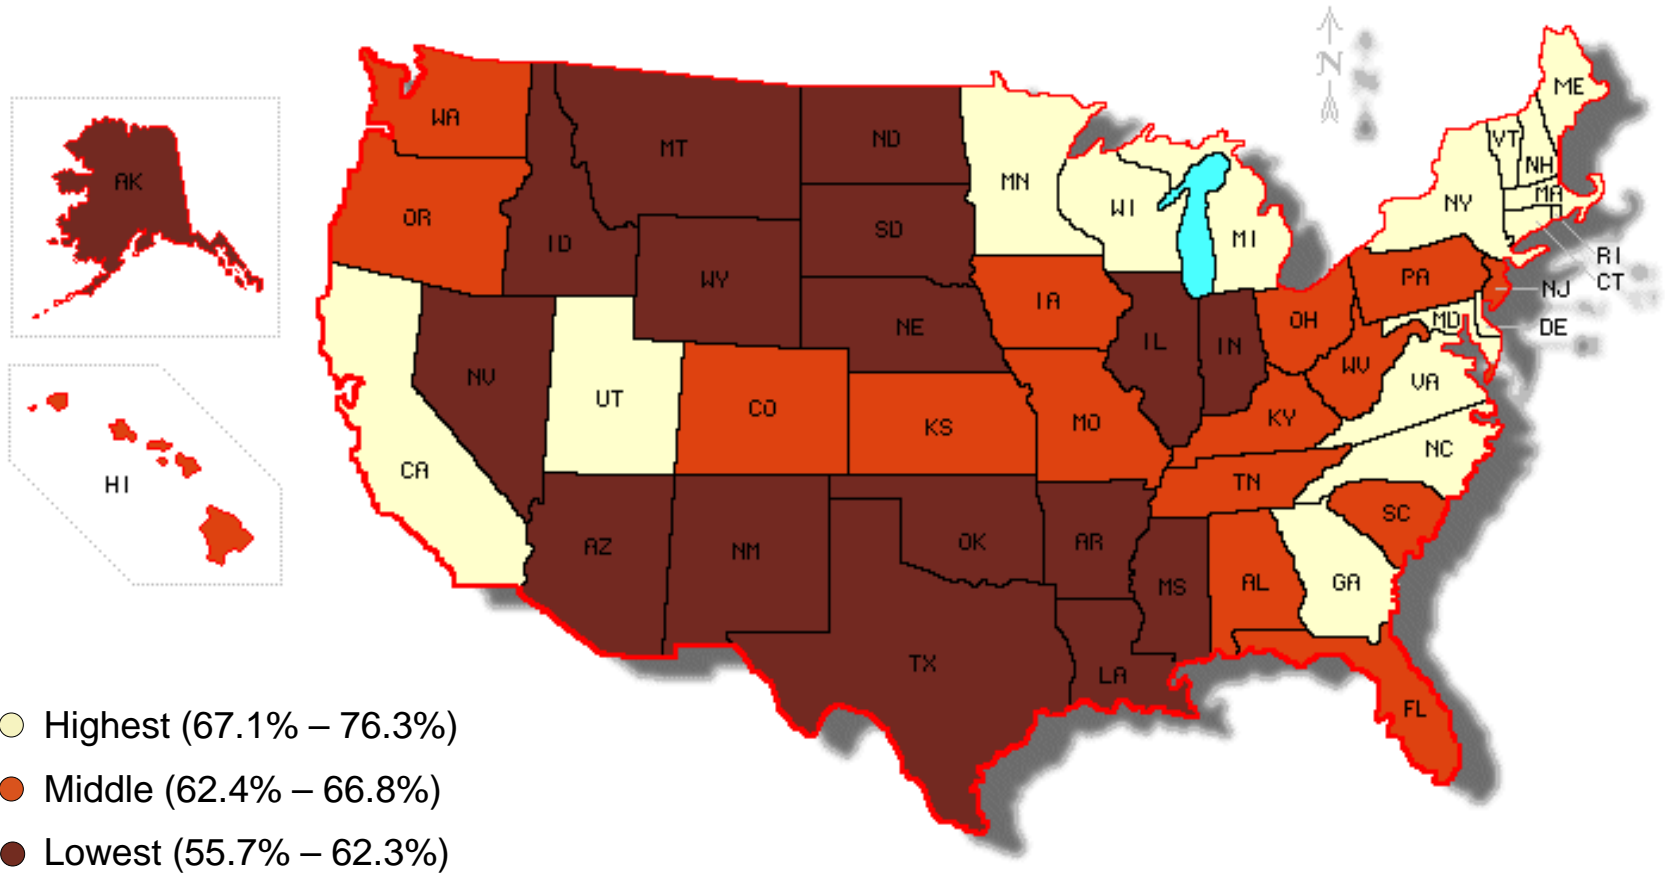 N
ME
WA
VT
ND
MT
NH
AK
MN
MA
NY
WI
OR
SD
MI
ID
RI
WY
PA
CT
NJ
IA
OH
MD
DE
NE
IL
IN
WV
NV
VA
UT
CO
KY
MO
KS
NC
CA
TN
HI
SC
OK
AR
AZ
NM
AL
GA
MS
TX
LA
FL
Highest (67.1% – 76.3%)
Middle (62.4% – 66.8%)
Lowest (55.7% – 62.3%)